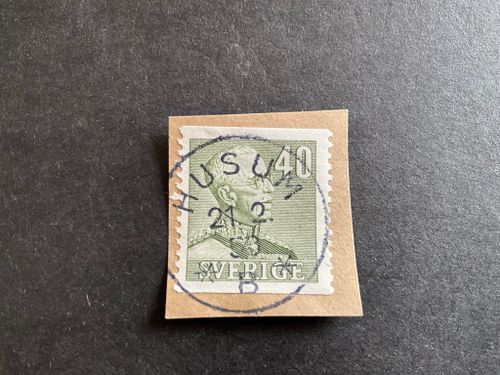 HUSUM
40
21.2.
53
SVERIGE
* B *